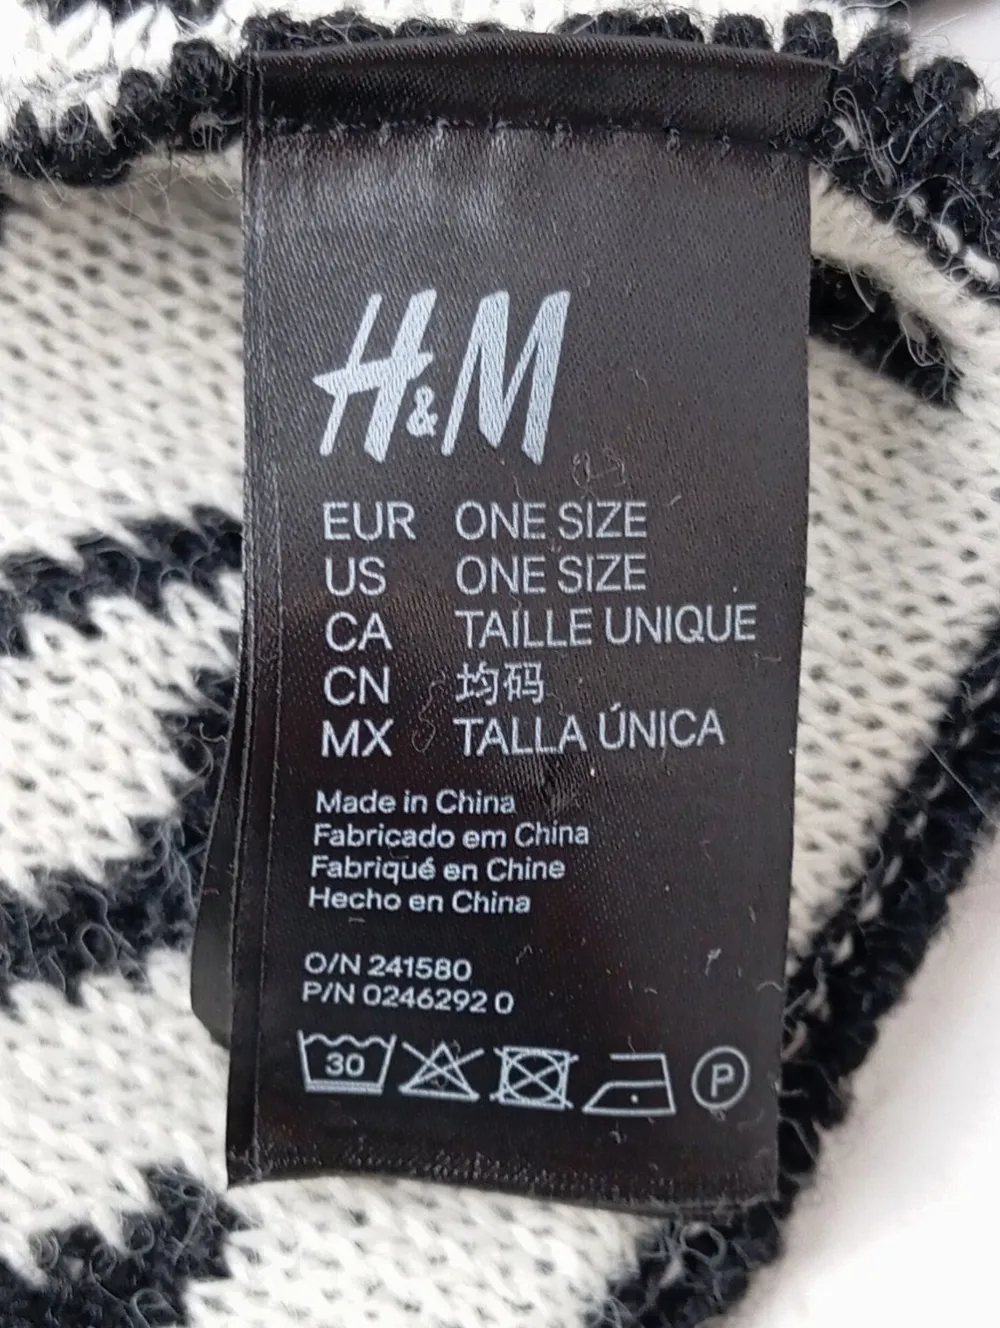 H&M
EUR ONE SIZE
US ONE SIZE
CA TAILLE UNIQUE
CN 均码
MX TALLA ÚNICA
Made in China
Fabricado em China
Fabriqué en Chine
Hecho en China
O/N 241580
P/N 0246292 0
30 P